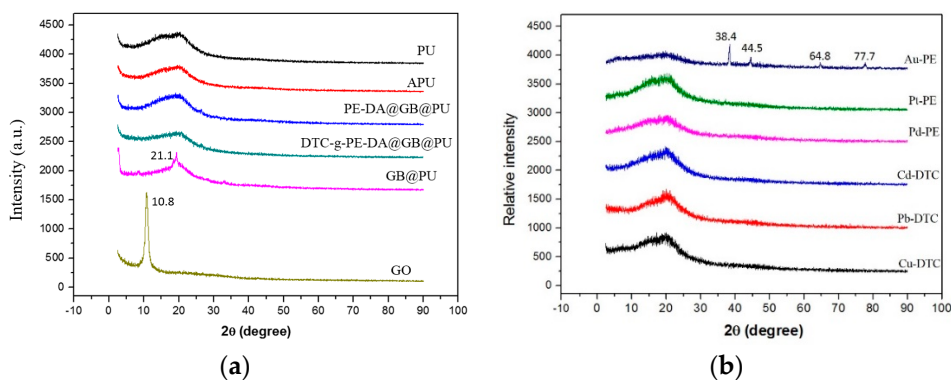 4500
4000
3500
3000
2500
2000
1500
1000
500
0
Intensity (a.u.)
PU
APU
PE-DA@GB@PU
DTC-g-PE-DA@GB@PU
21.1
GB@PU
10.8
GO
-10 0 10 20 30 40 50 60 70 80 90 100
2θ (degree)
(a)
4500
4000
3500
3000
2500
2000
1500
1000
500
0
Relative intensity
38.4
44.5
64.8
77.7
Au-PE
Pt-PE
Pd-PE
Cd-DTC
Pb-DTC
Cu-DTC
-10 0 10 20 30 40 50 60 70 80 90 100
2θ (degree)
(b)